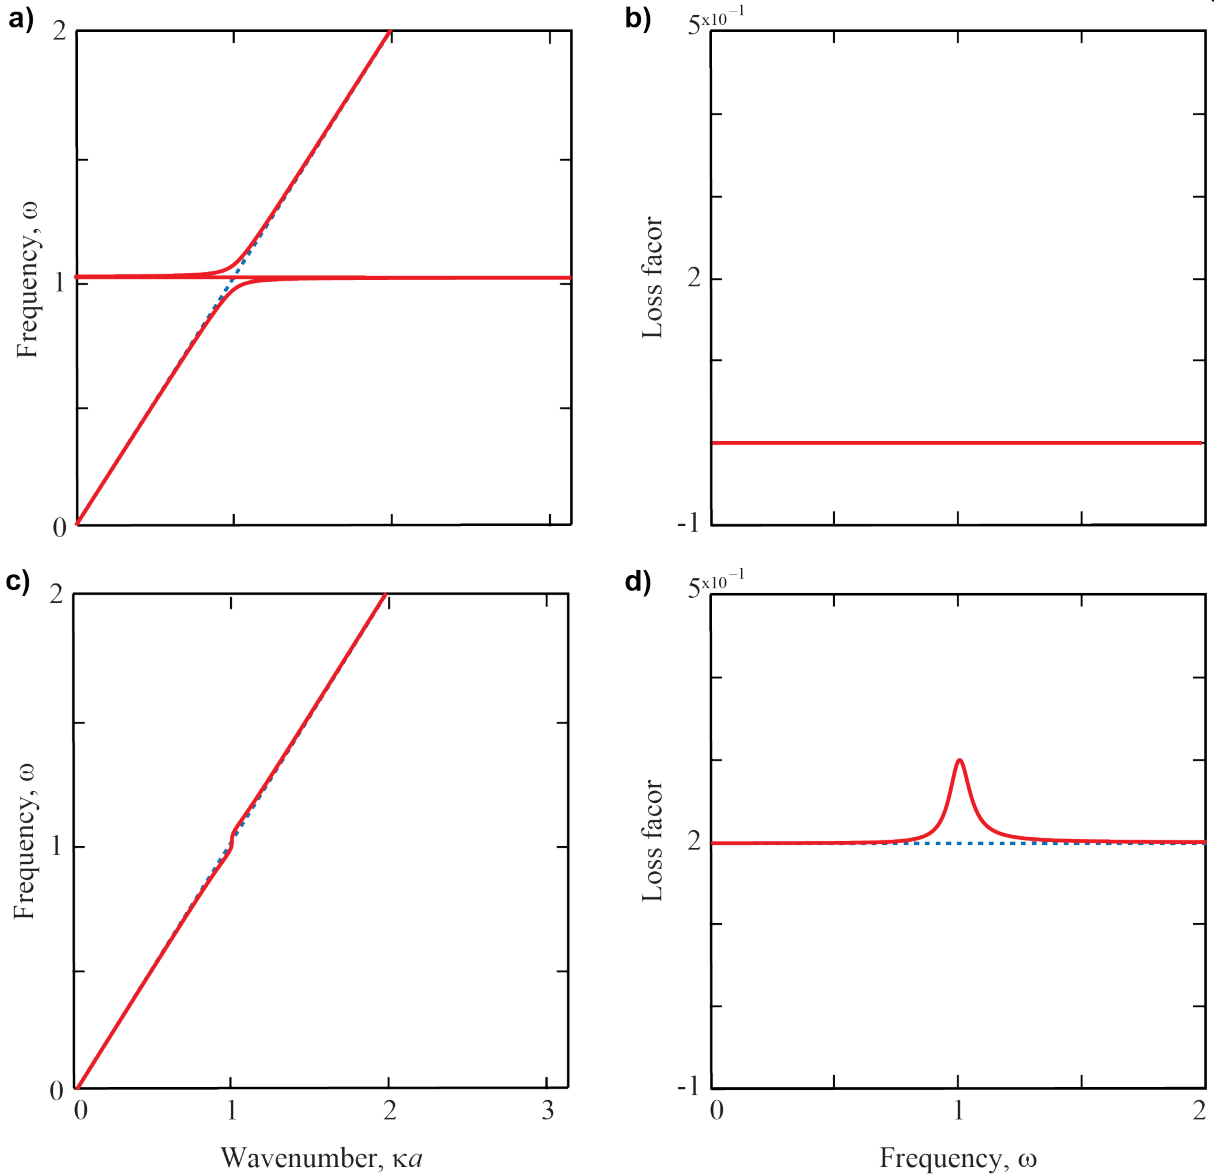 a)
2
1
0
Frequency, ω
b)
5x10⁻¹
2
-1
Loss facor
c)
2
1
0
Frequency, ω
0 1 2 3
Wavenumber, κa
d)
5x10⁻¹
2
-1
Loss facor
0 1 2
Frequency, ω